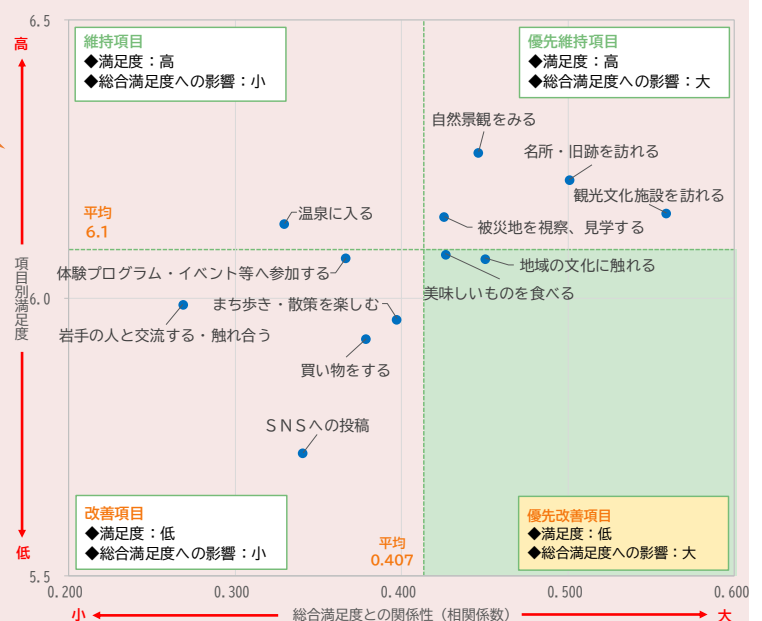 6.5
高
維持項目
◆満足度：高
◆総合満足度への影響：小
優先維持項目
◆満足度：高
◆総合満足度への影響：大
自然景観をみる
名所・旧跡を訪れる
観光文化施設を訪れる
平均
6.1
温泉に入る
被災地を視察、見学する
地域の文化に触れる
体験プログラム・イベント等へ参加する
美味しいものを食べる
項目別満足度
6.0
まち歩き・散策を楽しむ
岩手の人と交流する・触れ合う
買い物をする
ＳＮＳへの投稿
改善項目
◆満足度：低
◆総合満足度への影響：小
平均
0.407
優先改善項目
◆満足度：低
◆総合満足度への影響：大
低
5.5
0.200
0.300
0.400
0.500
0.600
小
総合満足度との関係性（相関係数）
大